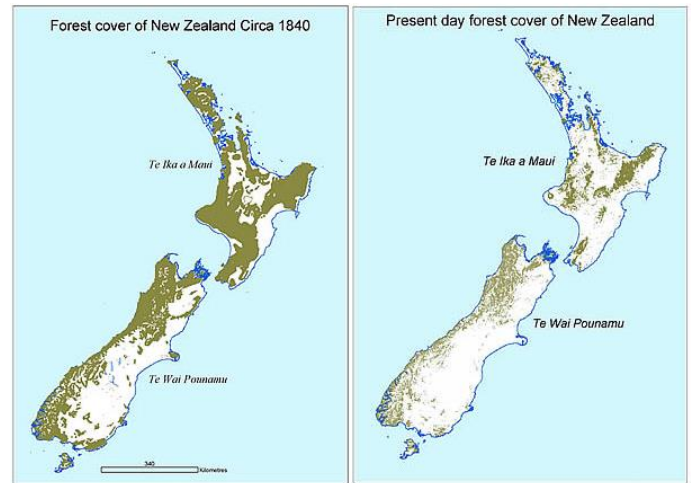 Forest cover of New Zealand Circa 1840
Te Ika a Maui
Te Wai Pounamu
340
Kilometres
Present day forest cover of New Zealand
Te Ika a Maui
Te Wai Pounamu